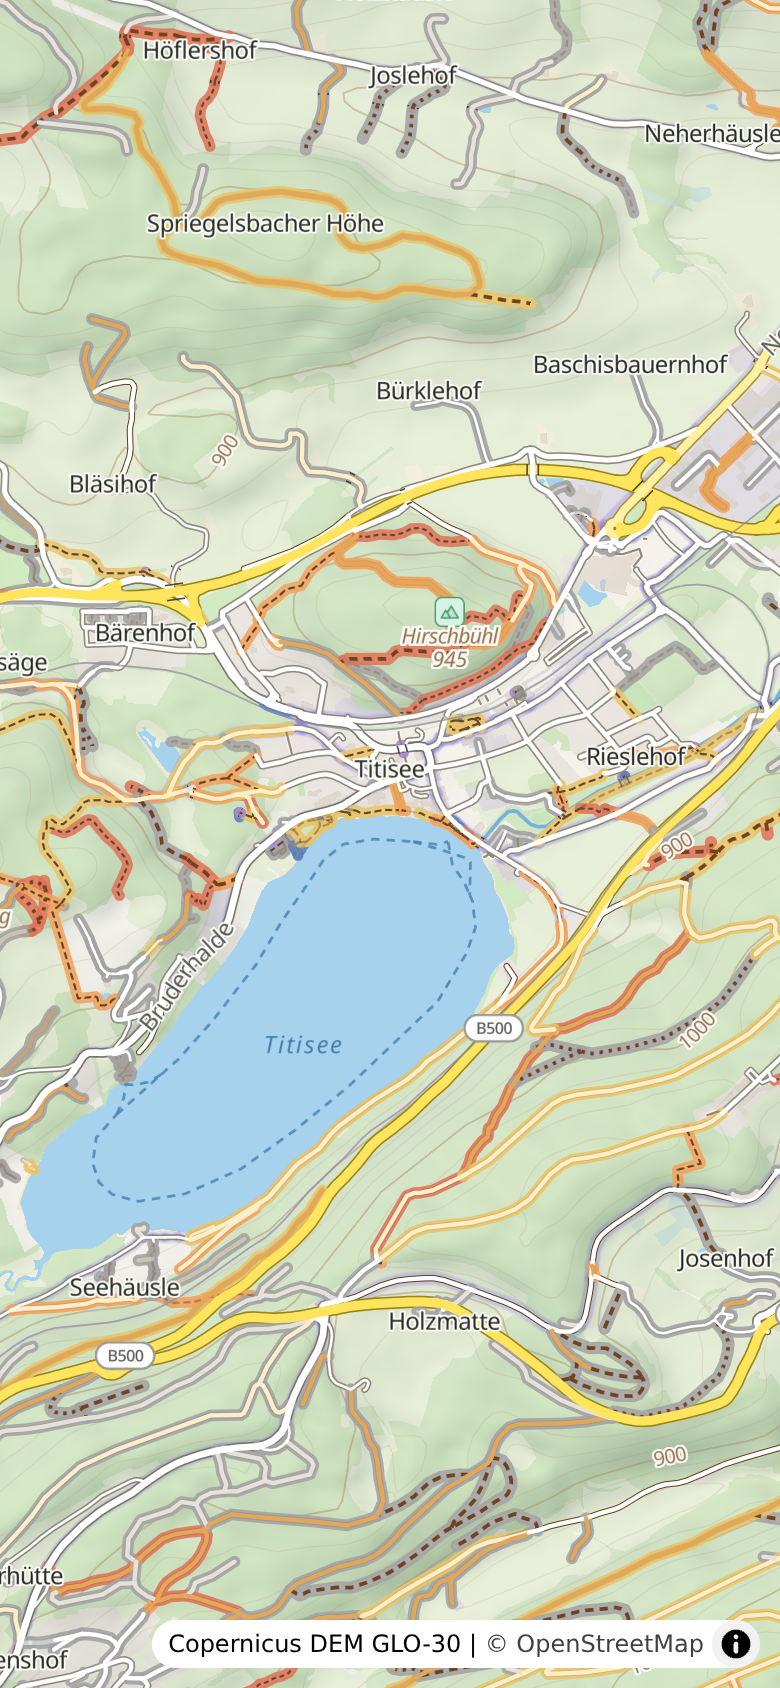 Höflershof
Joslehof
Neherhäusle
Spriegelsbacher Höhe
Baschisbauernhof
Bürklehof
900
Bläsihof
Hirschbühl
945
Bärenhof
säge
Rieslehof
Titisee
900
g
Bruderhalde
B500
1000
Titisee
Josenhof
Seehäusle
Holzmatte
B500
900
rhütte
enshof
Copernicus DEM GLO-30 | © OpenStreetMap